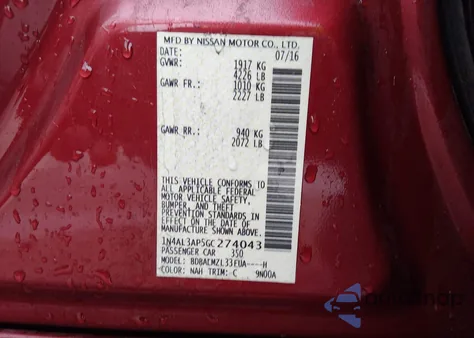 MFD BY NISSAN MOTOR CO., LTD.
07/16
GVWR: 1917 KG
4226 LB
GAWR FR: 1010 KG
2227 LB
GAWR RR: 940 KG
2072 LB
THIS VEHICLE CONFORMS TO
ALL APPLICABLE FEDERAL
MOTOR VEHICLE SAFETY,
BUMPER, AND THEFT
PREVENTION STANDARDS IN
EFFECT ON THE DATE OF
MANUFACTURE SHOWN ABOVE
1N4AL3AP5GC274043
PASSENGER CAR 350
MODEL:
COLOR: NAH TRIM: C 9N00A